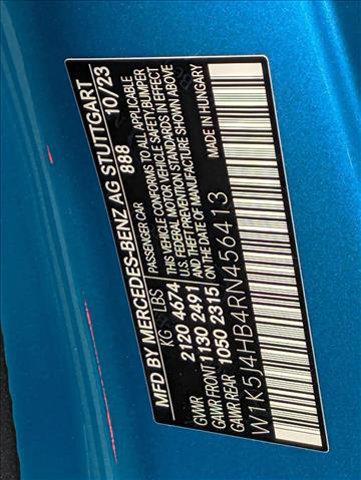 MFD BY MERCEDES-BENZ AG STUTTGART
PASSENGER CAR 888 10/23
KG LBS
GVWR 2120 4674
GAWR FRONT 1130 2491
GAWR REAR 1050 2315
THIS VEHICLE CONFORMS TO ALL APPLICABLE
U.S. FEDERAL MOTOR VEHICLE SAFETY,BUMPER
AND THEFT PREVENTION STANDARDS IN EFFECT
ON THE DATE OF MANUFACTURE SHOWN ABOVE
MADE IN HUNGARY
W1K5J4HB4RN456413